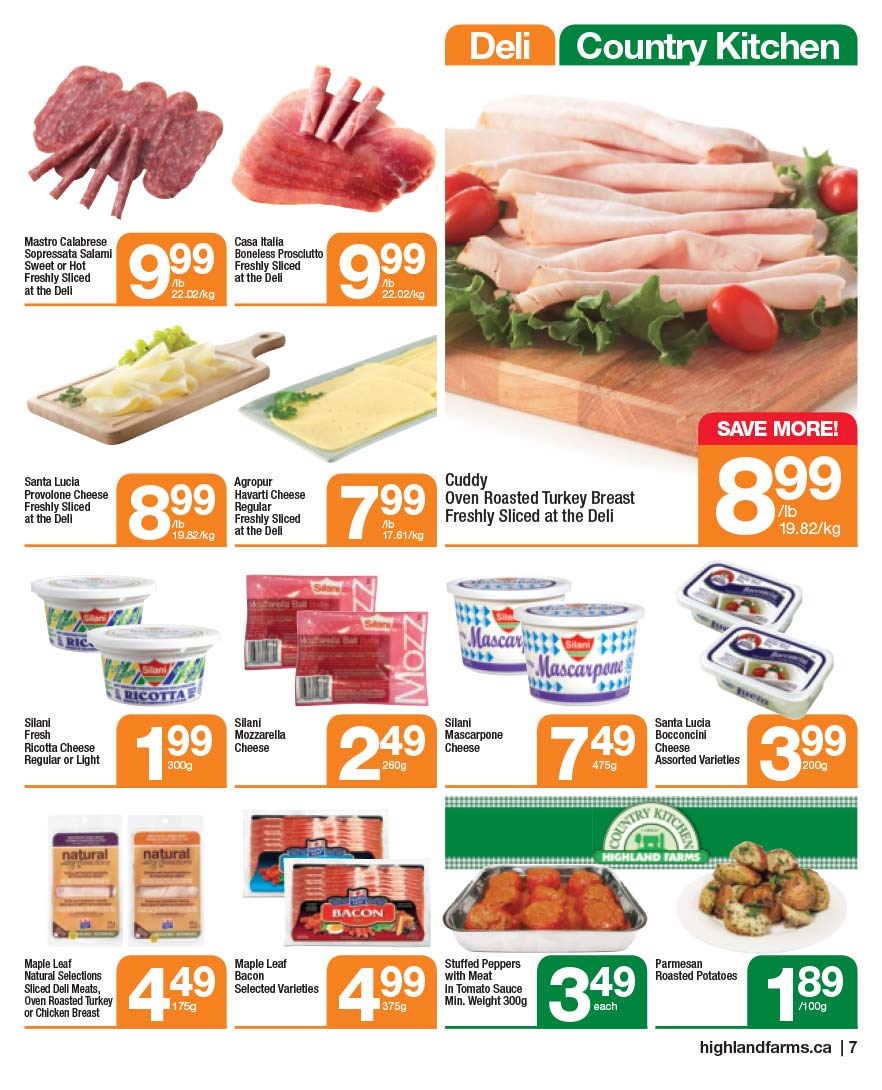 Deli
Country Kitchen
Mastro Calabrese
Sopressata Salami
Sweet or Hot
Freshly Sliced
at the Deli
9.99
/lb
22.02/kg
Casa Italia
Boneless Prosciutto
Freshly Sliced
at the Deli
9.99
/lb
22.02/kg
Santa Lucia
Provolone Cheese
Freshly Sliced
at the Deli
8.99
/lb
19.82/kg
Agropur
Havarti Cheese
Regular
Freshly Sliced
at the Deli
7.99
/lb
17.61/kg
Cuddy
Oven Roasted Turkey Breast
Freshly Sliced at the Deli
SAVE MORE!
8.99
/lb
19.82/kg
Silani
RICOTTA
Silani
Fresh
Ricotta Cheese
Regular or Light
1.99
300g
Silani
Mozzarella Ball
Silani
Mozzarella Ball
MOZZ
Silani
Mozzarella
Cheese
2.49
260g
Mascarpone
Silani
Mascarpone
Silani
Mascarpone
Cheese
7.49
475g
Bocconcini
Bocconcini
Santa Lucia
Bocconcini
Cheese
Assorted Varieties
3.99
200g
natural
natural
Maple Leaf
Natural Selections
Sliced Deli Meats,
Oven Roasted Turkey
or Chicken Breast
4.49
175g
BACON
Maple Leaf
Bacon
Selected Varieties
4.99
375g
COUNTRY KITCHEN
HIGHLAND FARMS
Stuffed Peppers
with Meat
in Tomato Sauce
Min. Weight 300g
3.49
each
Parmesan
Roasted Potatoes
1.89
/100g
highlandfarms.ca | 7